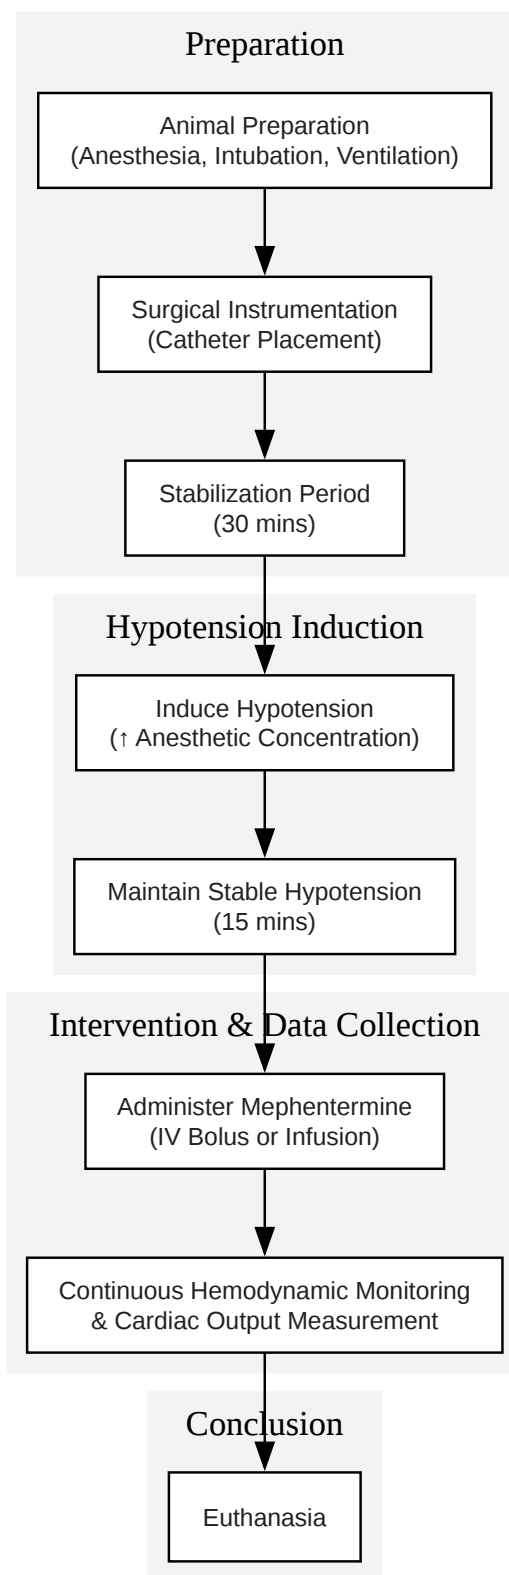 Preparation
Animal Preparation
(Anesthesia, Intubation, Ventilation)
Surgical Instrumentation
(Catheter Placement)
Stabilization Period
(30 mins)
Hypotension Induction
Induce Hypotension
(↑ Anesthetic Concentration)
Maintain Stable Hypotension
(15 mins)
Intervention & Data Collection
Administer Mephentermine
(IV Bolus or Infusion)
Continuous Hemodynamic Monitoring
& Cardiac Output Measurement
Conclusion
Euthanasia